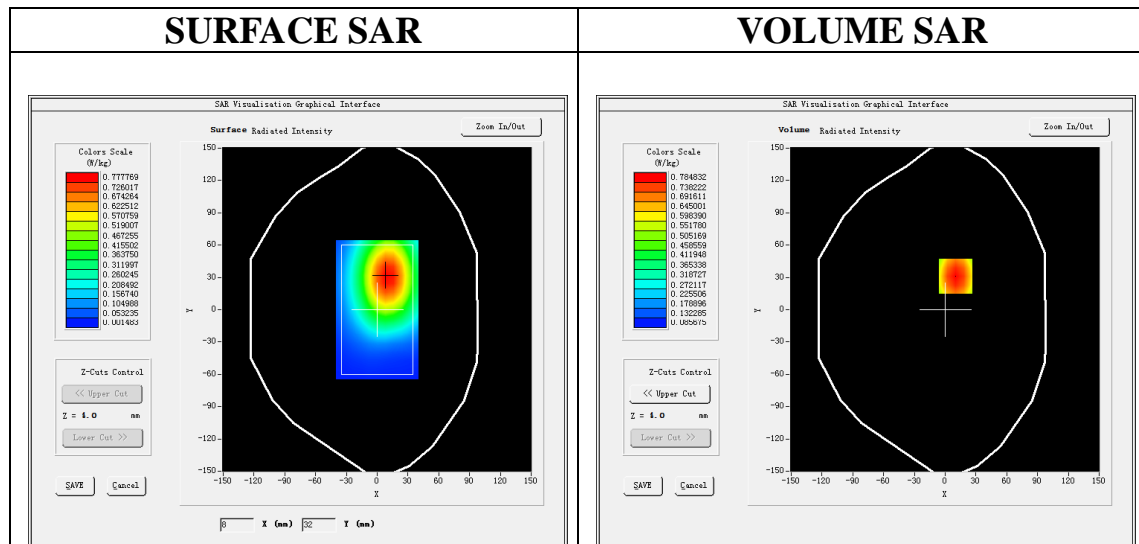 SURFACE SAR
VOLUME SAR
SAR Visualisation Graphical Interface
Surface Radiated Intensity
Zoom In/Out
Colors Scale
(W/kg)
0.777769
0.726017
0.674264
0.622512
0.570759
0.519007
0.467255
0.415502
0.363750
0.311997
0.260245
0.208492
0.156740
0.104988
0.053235
0.001483
150
120
90
60
30
0
-30
-60
-90
-120
-150
Y
-150 -120 -90 -60 -30 0 30 60 90 120 150
X
Z-Cuts Control
<< Upper Cut
Z = 4.0 mm
Lower Cut >>
SAVE Cancel
8 X (mm) 32 Y (mm)
SAR Visualisation Graphical Interface
Volume Radiated Intensity
Zoom In/Out
Colors Scale
(W/kg)
0.784832
0.738222
0.691611
0.645001
0.598390
0.551780
0.505169
0.458559
0.411948
0.365338
0.318727
0.272117
0.225506
0.178896
0.132285
0.085675
150
120
90
60
30
0
-30
-60
-90
-120
-150
Y
-150 -120 -90 -60 -30 0 30 60 90 120 150
X
Z-Cuts Control
<< Upper Cut
Z = 4.0 mm
Lower Cut >>
SAVE Cancel